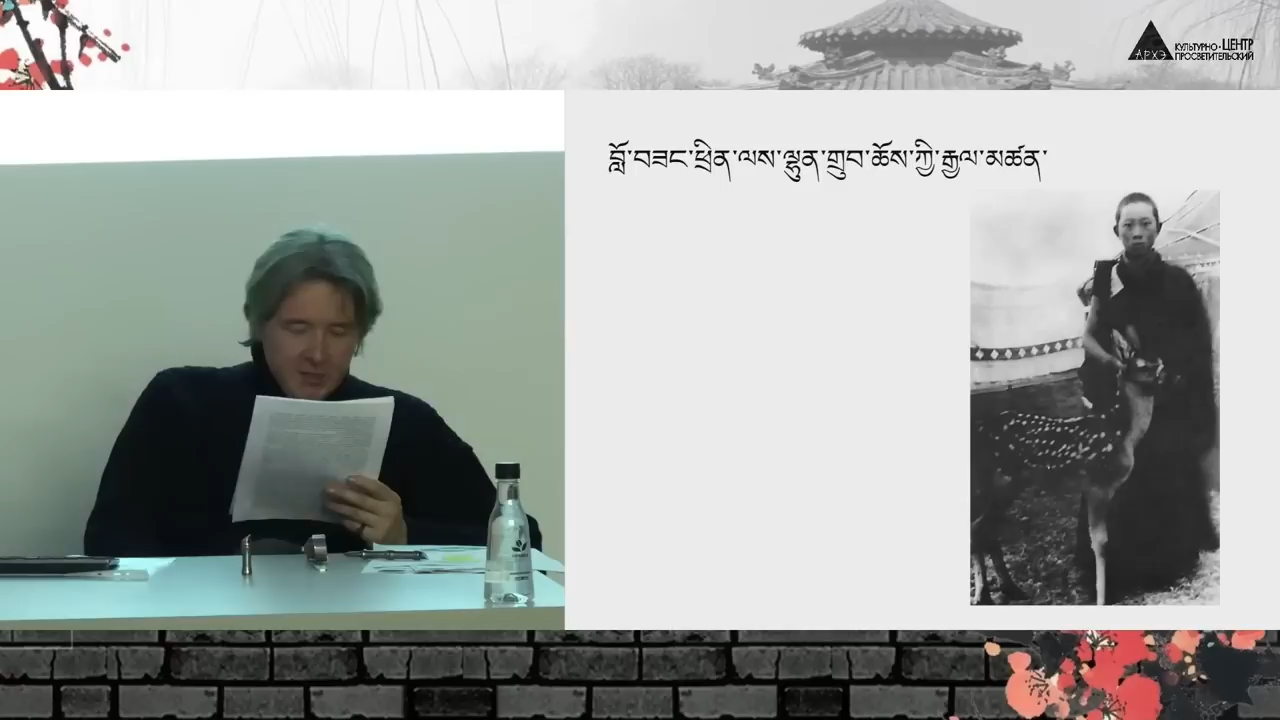 АРХЭ
КУЛЬТУРНО-ЦЕНТР
ПРОСВЕТИТЕЛЬСКИЙ
བློ་བཟང་ཕྲིན་ལས་ལྷུན་གྲུབ་ཆོས་ཀྱི་རྒྱལ་མཚན་